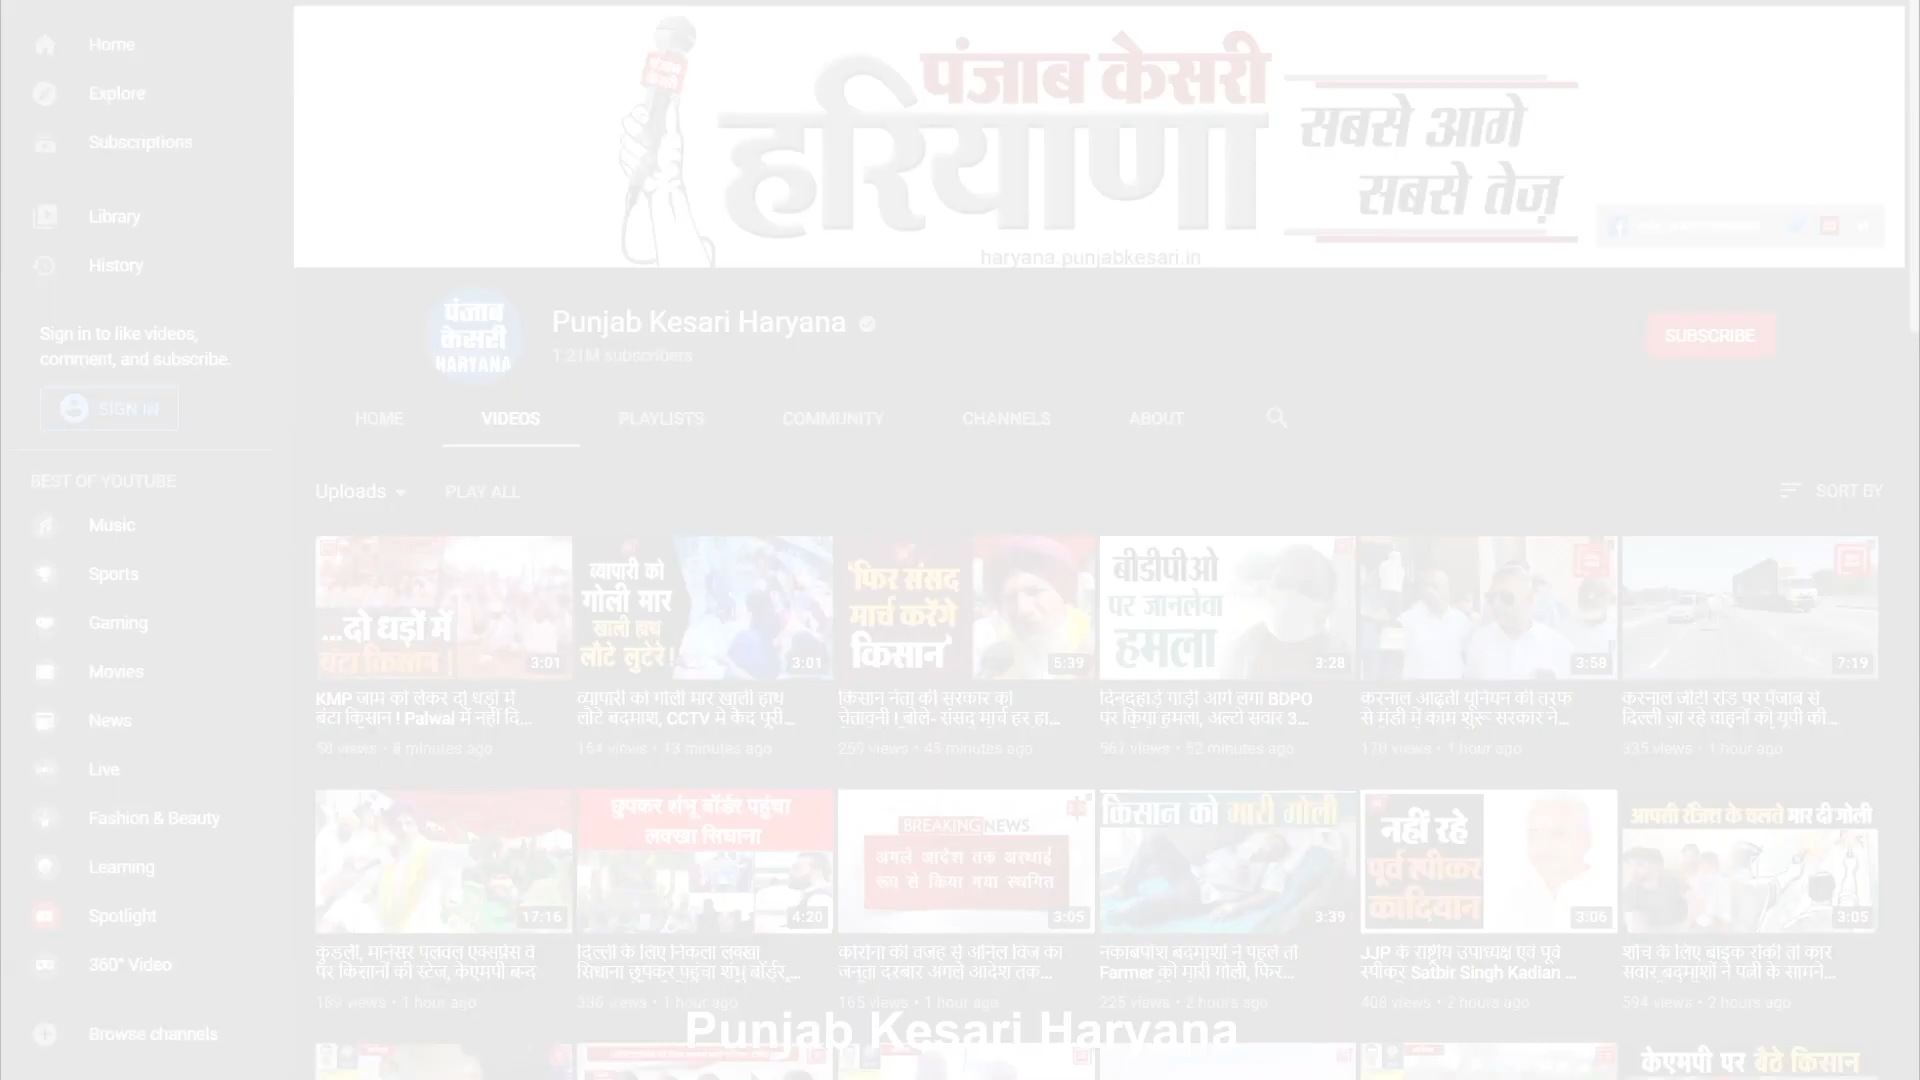 Home
Explore
Subscriptions
Library
History
Sign in to like videos,
comment, and subscribe.
SIGN IN
BEST OF YOUTUBE
Music
Sports
Gaming
Movies
News
Live
Fashion & Beauty
Learning
Spotlight
360° Video
Browse channels
पंजाब केसरी
हरियाणा
सबसे आगे
सबसे तेज़
haryana.punjabkesari.in
पंजाब
केसरी
HARYANA
Punjab Kesari Haryana
1.21M subscribers
SUBSCRIBE
HOME VIDEOS PLAYLISTS COMMUNITY CHANNELS ABOUT
Uploads PLAY ALL SORT BY
...दो धड़ों में
बंटा किसान !
3:01
KMP जाम को लेकर दो धड़ों में
बंटा किसान ! Palwal में नहीं दि...
8 minutes ago
व्यापारी को
गोली मार
खाली हाथ
लौटे लुटेरे !
3:01
व्यापारी को गोली मार खाली हाथ
लौटे बदमाश, CCTV में कैद पूरी...
13 minutes ago
'फिर संसद
मार्च करेंगे
किसान'
5:39
किसान नेता की सरकार को
चेतावनी ! बोले- संसद मार्च हर हा...
259 views • 43 minutes ago
बीडीपीओ
पर जानलेवा
हमला
3:28
दिनदहाड़े गाड़ी आगे लगा BDPO
पर किया हमला, अल्टो सवार 3...
561 views • 52 minutes ago
3:58
करनाल आढ़ती यूनियन की तरफ
से मंडी में काम शुरू सरकार ने...
170 views • 1 hour ago
7:19
करनाल जीटी रोड पर पंजाब से
दिल्ली जा रहे वाहनों को यूपी की...
335 views • 1 hour ago
17:16
कुंडली, मानेसर पलवल एक्सप्रेस वे
पर किसानों की स्टेज, केएमपी बन्द
189 views • 1 hour ago
छुपकर शंभू बॉर्डर पहुंचा
लक्खा सिधाना
4:20
दिल्ली के लिए निकला लक्खा
सिधाना छुपकर पहुंचा शंभू बॉर्डर,...
1 hour ago
BREAKING NEWS
अगले आदेश तक अस्थाई
रूप से किया गया स्थगित
3:05
कोरोना की वजह से अनिल विज का
जनता दरबार अगले आदेश तक...
165 views • 1 hour ago
किसान को मारी गोली
3:39
नकाबपोश बदमाशों ने पहले तो
Farmer को मारी गोली, फिर...
225 views • 2 hours ago
नहीं रहे
पूर्व स्पीकर
कादियान
3:06
JJP के राष्ट्रीय उपाध्यक्ष एवं पूर्व
स्पीकर Satbir Singh Kadian ...
408 views • 2 hours ago
आपसी रंजिश के चलते मार दी गोली
3:05
शौच के लिए बाइक रोकी तो कार
सवार बदमाशों ने पत्नी के सामने...
594 views • 2 hours ago
Punjab Kesari Haryana
केएमपी पर बैठे किसान